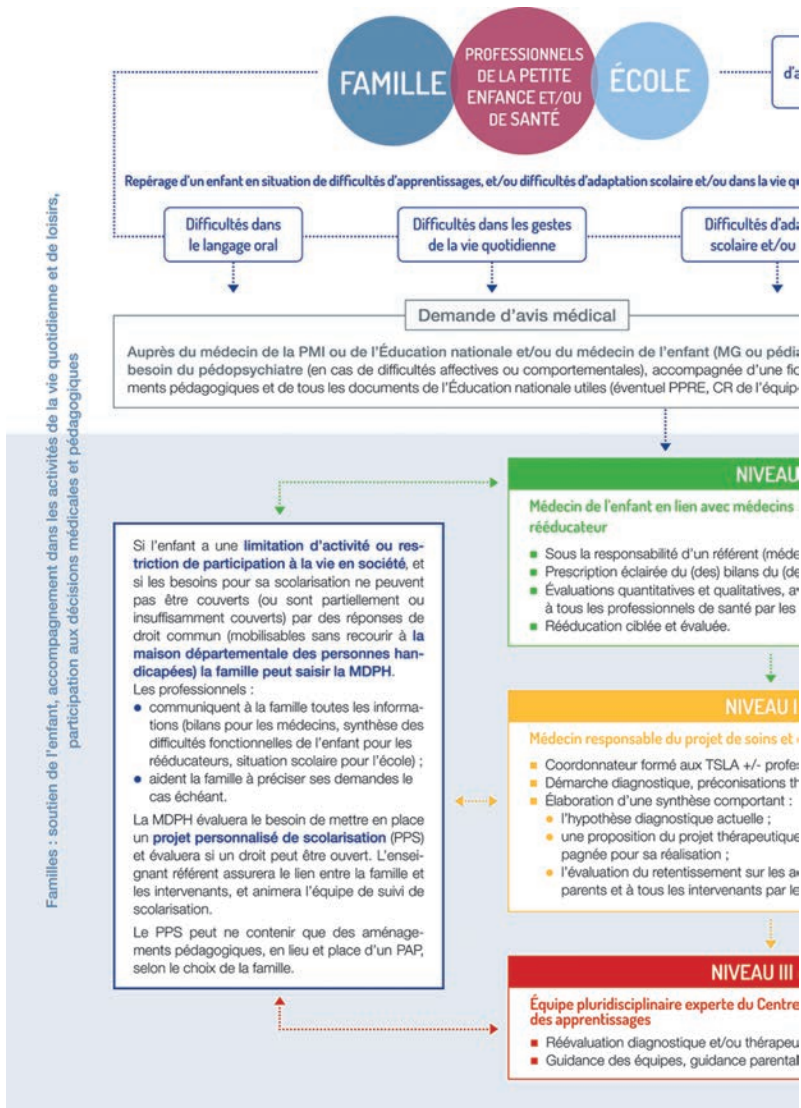 FAMILLE
PROFESSIONNELS
DE LA PETITE
ENFANCE ET/OU
DE SANTÉ
ÉCOLE
Repérage d'un enfant en situation de difficultés d'apprentissages, et/ou difficultés d'adaptation scolaire et/ou dans la vie
Difficultés dans
le langage oral
Difficultés dans les gestes
de la vie quotidienne
Difficultés
scolaire et/ou
Demande d'avis médical
Auprès du médecin de la PMI ou de l'Éducation nationale et/ou du médecin de l'enfant (MG ou
besoin du pédopsychiatre (en cas de difficultés affectives ou comportementales), accompagnée d'une
ments pédagogiques et de tous les documents de l'Éducation nationale utiles (éventuel PPRE, CR de l'équip-
Familles : soutien de l'enfant, accompagnement dans les activités de la vie quotidienne et de loisirs,
participation aux décisions médicales et pédagogiques
Si l'enfant a une limitation d'activité ou res-
triction de participation à la vie en société, et
si les besoins pour sa scolarisation ne peuvent
pas être couverts (ou sont partiellement ou
insuffisamment couverts) par des réponses de
droit commun (mobilisables sans recourir à la
maison départementale des personnes han-
dicapées) la famille peut saisir la MDPH.
Les professionnels :
• communiquent à la famille toutes les informa-
tions (bilans pour les médecins, synthèse des
difficultés fonctionnelles de l'enfant pour les
rééducateurs, situation scolaire pour l'école) ;
• aident la famille à préciser ses demandes le
cas échéant.
La MDPH évaluera le besoin de mettre en place
un projet personnalisé de scolarisation (PPS)
et évaluera si un droit peut être ouvert. L'ensei-
gnant référent assurera le lien entre la famille et
les intervenants, et animera l'équipe de suivi de
scolarisation.
Le PPS peut ne contenir que des aménage-
ments pédagogiques, en lieu et place d'un PAP,
selon le choix de la famille.
NIVEAU
Médecin de l'enfant en lien avec médecins
rééducateur
Sous la responsabilité d'un référent
Prescription éclairée du (des) bilans du
Évaluations quantitatives et qualitatives,
à tous les professionnels de santé par les
Rééducation ciblée et évaluée.
NIVEAU
Médecin responsable du projet de soins et
Coordonnateur formé aux TSLA +/-
Démarche diagnostique, préconisations
Élaboration d'une synthèse comportant :
• l'hypothèse diagnostique actuelle ;
• une proposition du projet thérapeutique
pagnée pour sa réalisation ;
• l'évaluation du retentissement sur les
parents et à tous les intervenants par
NIVEAU III
Équipe pluridisciplinaire experte du Centre
des apprentissages
Réévaluation diagnostique et/ou
Guidance des équipes, guidance